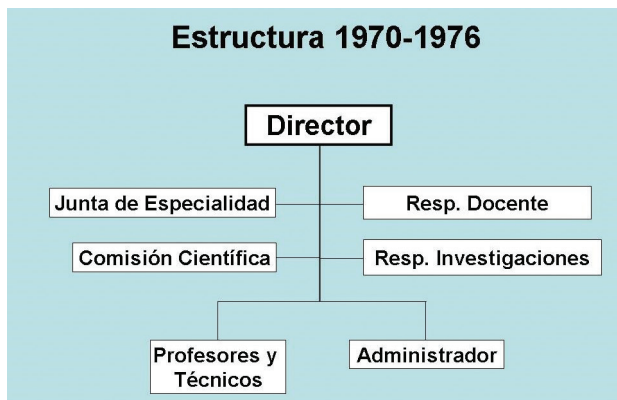 Estructura 1970-1976
Director
Junta de Especialidad
Resp. Docente
Comisión Científica
Resp. Investigaciones
Profesores y
Técnicos
Administrador